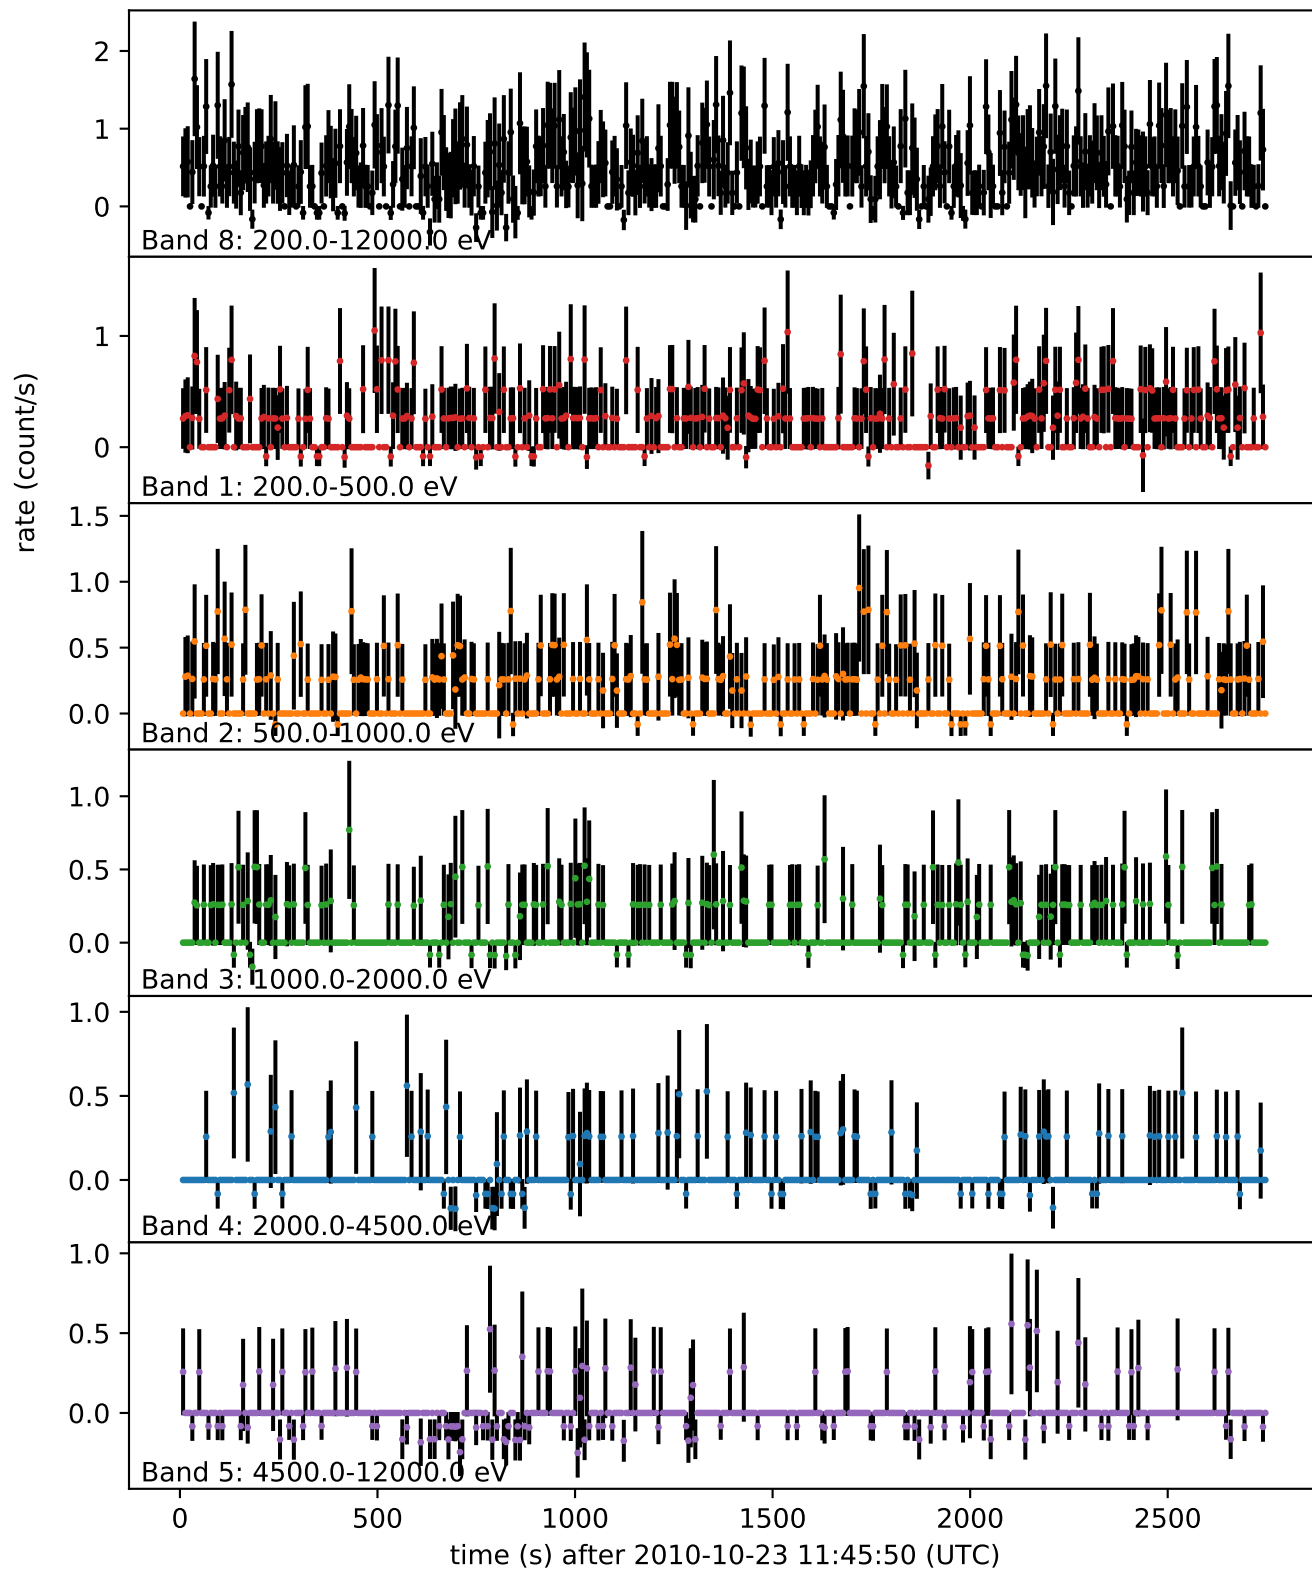 2
1
0
Band 8: 200.0-12000.0 eV
1
0
Band 1: 200.0-500.0 eV
rate (count/s)
1.5
1.0
0.5
0.0
Band 2: 500.0-1000.0 eV
1.0
0.5
0.0
Band 3: 1000.0-2000.0 eV
1.0
0.5
0.0
Band 4: 2000.0-4500.0 eV
1.0
0.5
0.0
Band 5: 4500.0-12000.0 eV
0 500 1000 1500 2000 2500
time (s) after 2010-10-23 11:45:50 (UTC)